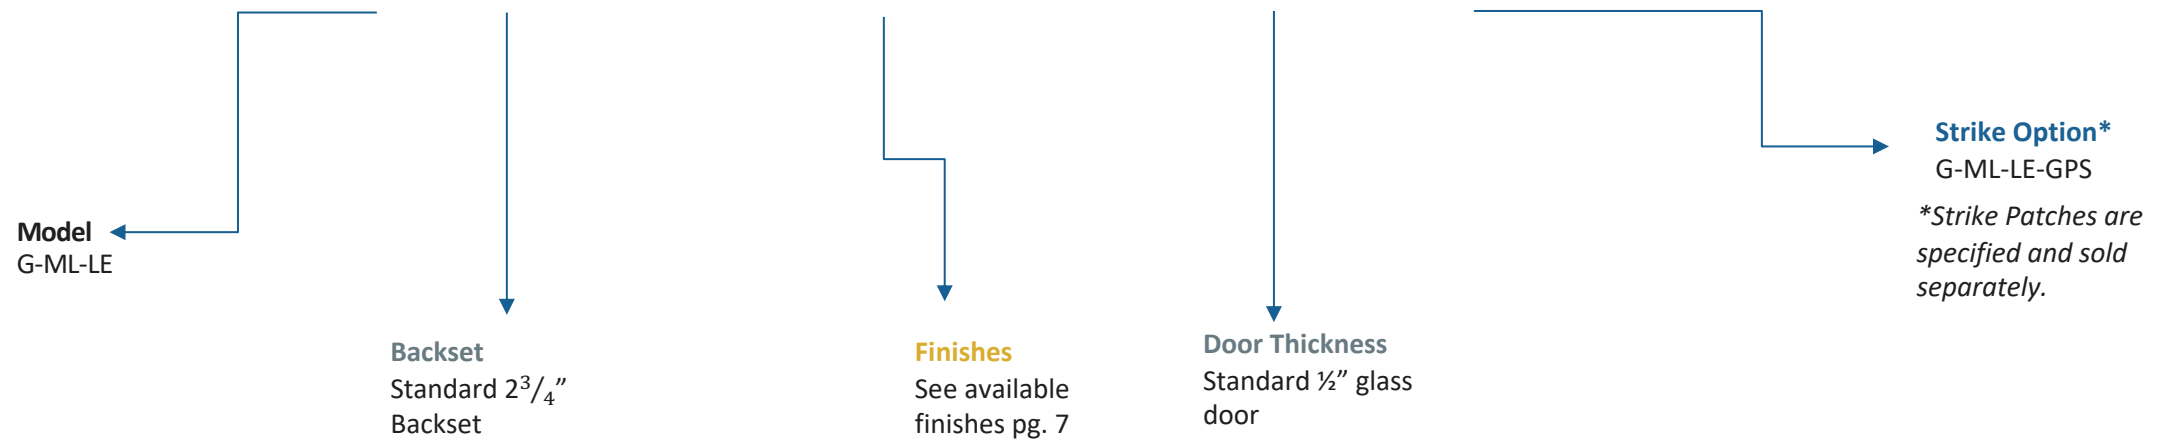 Model
G-ML-LE
Backset
Standard 2³/₄”
Backset
Finishes
See available
finishes pg. 7
Door Thickness
Standard ½” glass
door
Strike Option*
G-ML-LE-GPS
*Strike Patches are
specified and sold
separately.